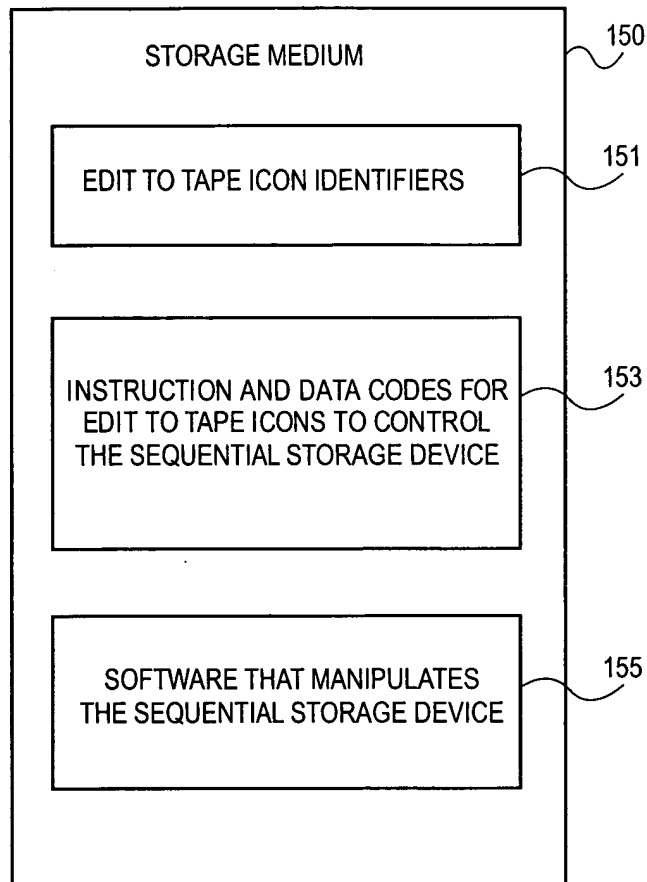 STORAGE MEDIUM
150
EDIT TO TAPE ICON IDENTIFIERS
151
INSTRUCTION AND DATA CODES FOR
EDIT TO TAPE ICONS TO CONTROL
THE SEQUENTIAL STORAGE DEVICE
153
SOFTWARE THAT MANIPULATES
THE SEQUENTIAL STORAGE DEVICE
155